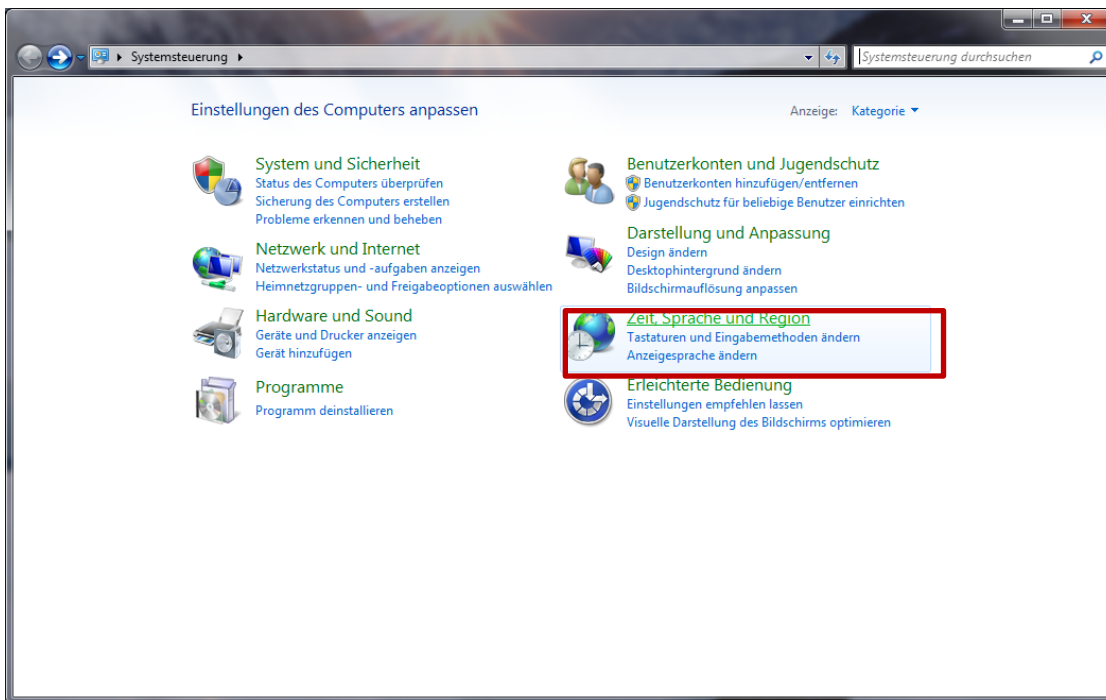 Systemsteuerung
Systemsteuerung durchsuchen
Einstellungen des Computers anpassen
Anzeige: Kategorie
System und Sicherheit
Status des Computers überprüfen
Sicherung des Computers erstellen
Probleme erkennen und beheben
Netzwerk und Internet
Netzwerkstatus und -aufgaben anzeigen
Heimnetzgruppen- und Freigabeoptionen auswählen
Hardware und Sound
Geräte und Drucker anzeigen
Gerät hinzufügen
Programme
Programm deinstallieren
Benutzerkonten und Jugendschutz
Benutzerkonten hinzufügen/entfernen
Jugendschutz für beliebige Benutzer einrichten
Darstellung und Anpassung
Design ändern
Desktophintergrund ändern
Bildschirmauflösung anpassen
Zeit, Sprache und Region
Tastaturen und Eingabemethoden ändern
Anzeigesprache ändern
Erleichterte Bedienung
Einstellungen empfehlen lassen
Visuelle Darstellung des Bildschirms optimieren